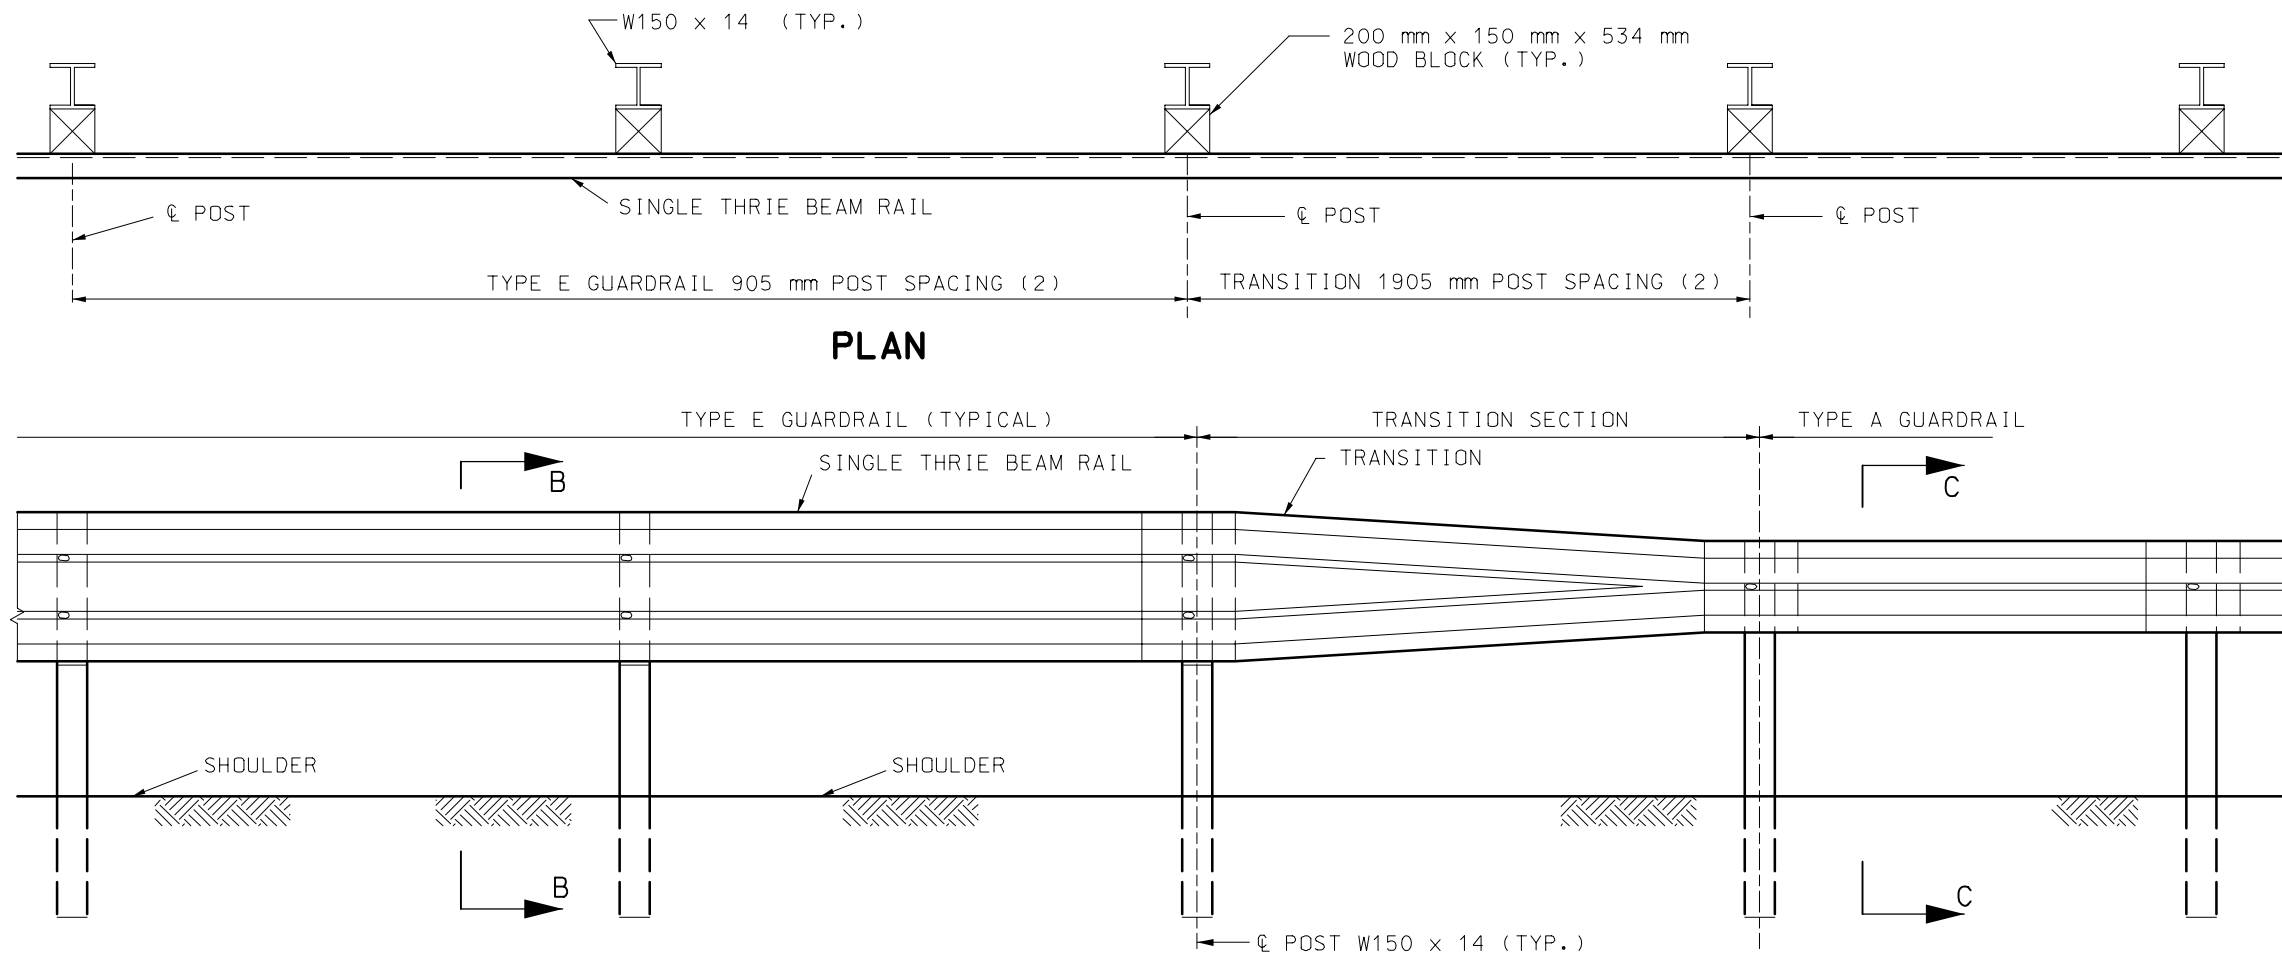 W150 x 14 (TYP.)
200 mm x 150 mm x 534 mm
WOOD BLOCK (TYP.)
SINGLE THRIE BEAM RAIL
℄ POST
℄ POST
℄ POST
TYPE E GUARDRAIL 905 mm POST SPACING (2)
TRANSITION 1905 mm POST SPACING (2)
PLAN
TYPE E GUARDRAIL (TYPICAL)
TRANSITION SECTION
TYPE A GUARDRAIL
SINGLE THRIE BEAM RAIL
TRANSITION
B
C
SHOULDER
SHOULDER
B
C
℄ POST W150 x 14 (TYP.)